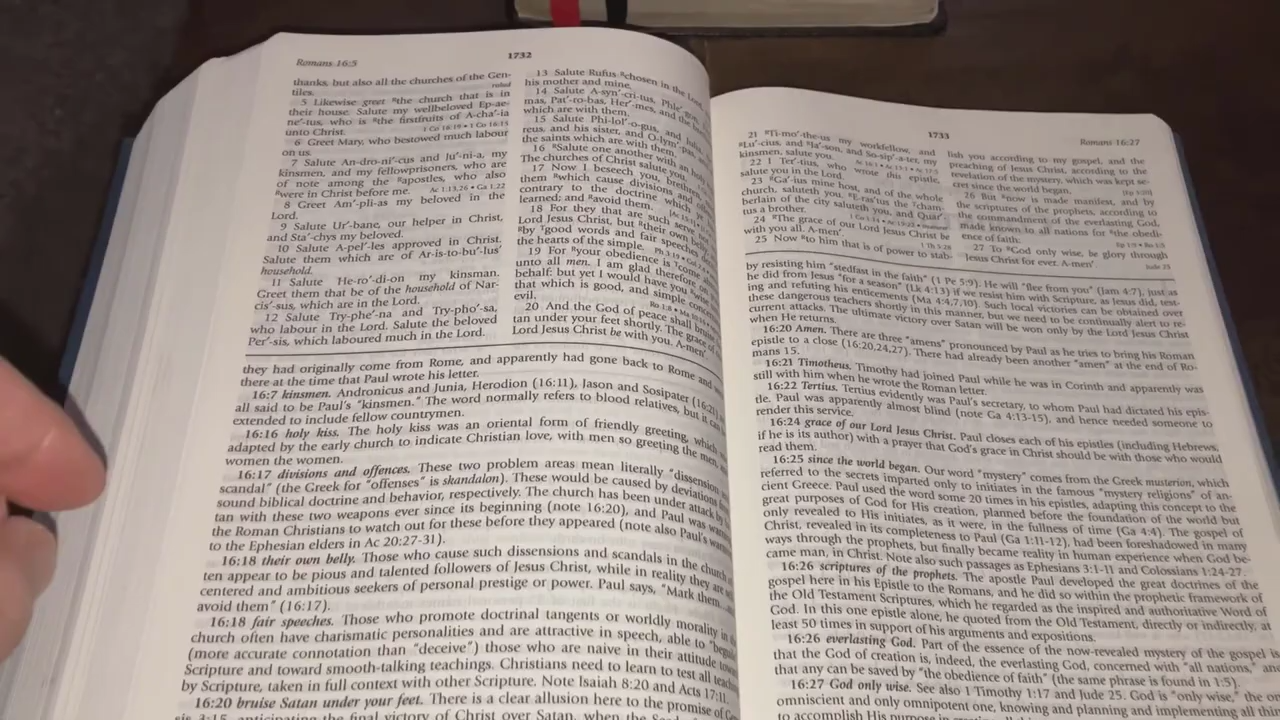 Romans 16:5
1732
thanks, but also all the churches of the Gen-
tiles.
5 Likewise greet the church that is in
their house. Salute my wellbeloved Ep-ae-
ne′-tus, who is the firstfruits of A-cha′-ia
unto Christ.
6 Greet Mary, who bestowed much labour
on us.
7 Salute An-dro-ni′-cus and Ju′-ni-a, my
kinsmen, and my fellowprisoners, who are
of note among the apostles, who also
were in Christ before me. Ac 1:13,26 • Ga 1:22
8 Greet Am′-pli-as my beloved in the
Lord.
9 Salute Ur′-bane, our helper in Christ,
and Sta′-chys my beloved.
10 Salute A-pel′-les approved in Christ.
Salute them which are of Ar-is-to-bu′-lus′
household.
11 Salute He-ro′-di-on my kinsman.
Greet them that be of the household of Nar-
cis′-sus, which are in the Lord.
12 Salute Try-phe′-na and Try-pho′-sa,
who labour in the Lord. Salute the beloved
Per′-sis, which laboured much in the Lord.
13 Salute Rufus chosen in the Lord,
his mother and mine.
14 Salute A-syn′-cri-tus, Phle′-gon,
mas, Pat′-ro-bas, Her′-mes, and the
which are with them.
15 Salute Phi-lol′-o-gus, and
reus, and his sister, and O-lym′-pas,
the saints which are with them.
16 Salute one another with an
The churches of Christ salute you.
17 Now I beseech you, brethren,
them which cause divisions and
contrary to the doctrine which
learned; and avoid them.
18 For they that are such serve
Lord Jesus Christ, but their own
by good words and fair speeches
the hearts of the simple.
19 For your obedience is come
unto all men. I am glad therefore
behalf: but yet I would have you wise
that which is good, and simple
evil.
20 And the God of peace shall
tan under your feet shortly. The grace of
Lord Jesus Christ be with you. A-men′.
they had originally come from Rome, and apparently had gone back to Rome and
there at the time that Paul wrote his letter.
16:7 kinsmen. Andronicus and Junia, Herodion (16:11), Jason and Sosipater (16:21)
all said to be Paul's "kinsmen." The word normally refers to blood relatives, but it
extended to include fellow countrymen.
16:16 holy kiss. The holy kiss was an oriental form of friendly greeting, which
adapted by the early church to indicate Christian love, with men so greeting the men,
women the women.
16:17 divisions and offences. These two problem areas mean literally "dissension
scandal" (the Greek for "offenses" is skandalon). These would be caused by deviations
sound biblical doctrine and behavior, respectively. The church has been under attack by
tan with these two weapons ever since its beginning (note 16:20), and Paul was
the Roman Christians to watch out for these before they appeared (note also Paul's
to the Ephesian elders in Ac 20:27-31).
16:18 their own belly. Those who cause such dissensions and scandals in the church
ten appear to be pious and talented followers of Jesus Christ, while in reality they are
centered and ambitious seekers of personal prestige or power. Paul says, "Mark them...
avoid them" (16:17).
16:18 fair speeches. Those who promote doctrinal tangents or worldly morality in
church often have charismatic personalities and are attractive in speech, able to
(more accurate connotation than "deceive") those who are naive in their attitude
Scripture and toward smooth-talking teachings. Christians need to learn to test all
by Scripture, taken in full context with other Scripture. Note Isaiah 8:20 and Acts 17:11.
16:20 bruise Satan under your feet. There is a clear allusion here to the promise of
3:15, anticipating the final victory of Christ over Satan, when the
1733
Romans 16:27
21 Ti-mo′-the-us my workfellow, and
Lu′-cius, and Ja′-son, and So-sip′-a-ter, my
kinsmen, salute you.
22 I Ter′-tius, who wrote this epistle,
salute you in the Lord.
23 Ga′-ius mine host, and of the whole
church, saluteth you. E-ras′-tus the cham-
berlain of the city saluteth you, and Quar′-
tus a brother.
24 The grace of our Lord Jesus Christ be
with you all. A-men′.
25 Now to him that is of power to stab-
lish you according to my gospel, and the
preaching of Jesus Christ, according to the
revelation of the mystery, which was kept se-
cret since the world began,
26 But now is made manifest, and by
the scriptures of the prophets, according to
the commandment of the everlasting God,
made known to all nations for the obedi-
ence of faith:
27 To God only wise, be glory through
Jesus Christ for ever. A-men′.
Jude 25
by resisting him "stedfast in the faith" (1 Pe 5:9). He will "flee from you" (Jam 4:7), just as
he did from Jesus "for a season" (Lk 4:13) if we resist him with Scripture, as Jesus did, test-
ing and refuting his enticements (Ma 4:4,7,10). Such local victories can be obtained over
these dangerous teachers shortly in this manner, but we need to be continually alert to re-
current attacks. The ultimate victory over Satan will be won only by the Lord Jesus Christ
when He returns.
16:20 Amen. There are three "amens" pronounced by Paul as he tries to bring his Roman
epistle to a close (16:20,24,27). There had already been another "amen" at the end of Ro-
mans 15.
16:21 Timotheus. Timothy had joined Paul while he was in Corinth and apparently was
still with him when he wrote the Roman letter.
16:22 Tertius. Tertius evidently was Paul's secretary, to whom Paul had dictated his epis-
tle. Paul was apparently almost blind (note Ga 4:13-15), and hence needed someone to
render this service.
16:24 grace of our Lord Jesus Christ. Paul closes each of his epistles (including Hebrews,
if he is its author) with a prayer that God's grace in Christ should be with those who would
read them.
16:25 since the world began. Our word "mystery" comes from the Greek musterion, which
referred to the secrets imparted only to initiates in the famous "mystery religions" of an-
cient Greece. Paul used the word some 20 times in his epistles, adapting this concept to the
great purposes of God for His creation, planned before the foundation of the world but
only revealed to His initiates, as it were, in the fullness of time (Ga 4:4). The gospel of
Christ, revealed in its completeness to Paul (Ga 1:11-12), had been foreshadowed in many
ways through the prophets, but finally became reality in human experience when God be-
came man, in Christ. Note also such passages as Ephesians 3:1-11 and Colossians 1:24-27.
16:26 scriptures of the prophets. The apostle Paul developed the great doctrines of the
gospel here in his Epistle to the Romans, and he did so within the prophetic framework of
the Old Testament Scriptures, which he regarded as the inspired and authoritative Word of
God. In this one epistle alone, he quoted from the Old Testament, directly or indirectly, at
least 50 times in support of his arguments and expositions.
16:26 everlasting God. Part of the essence of the now-revealed mystery of the gospel is
that the God of creation is, indeed, the everlasting God, concerned with "all nations," and
that any can be saved by "the obedience of faith" (the same phrase is found in 1:5).
16:27 God only wise. See also 1 Timothy 1:17 and Jude 25. God is "only wise," the
omniscient and only omnipotent one, knowing and planning and implementing all
to accomplish His purpose in